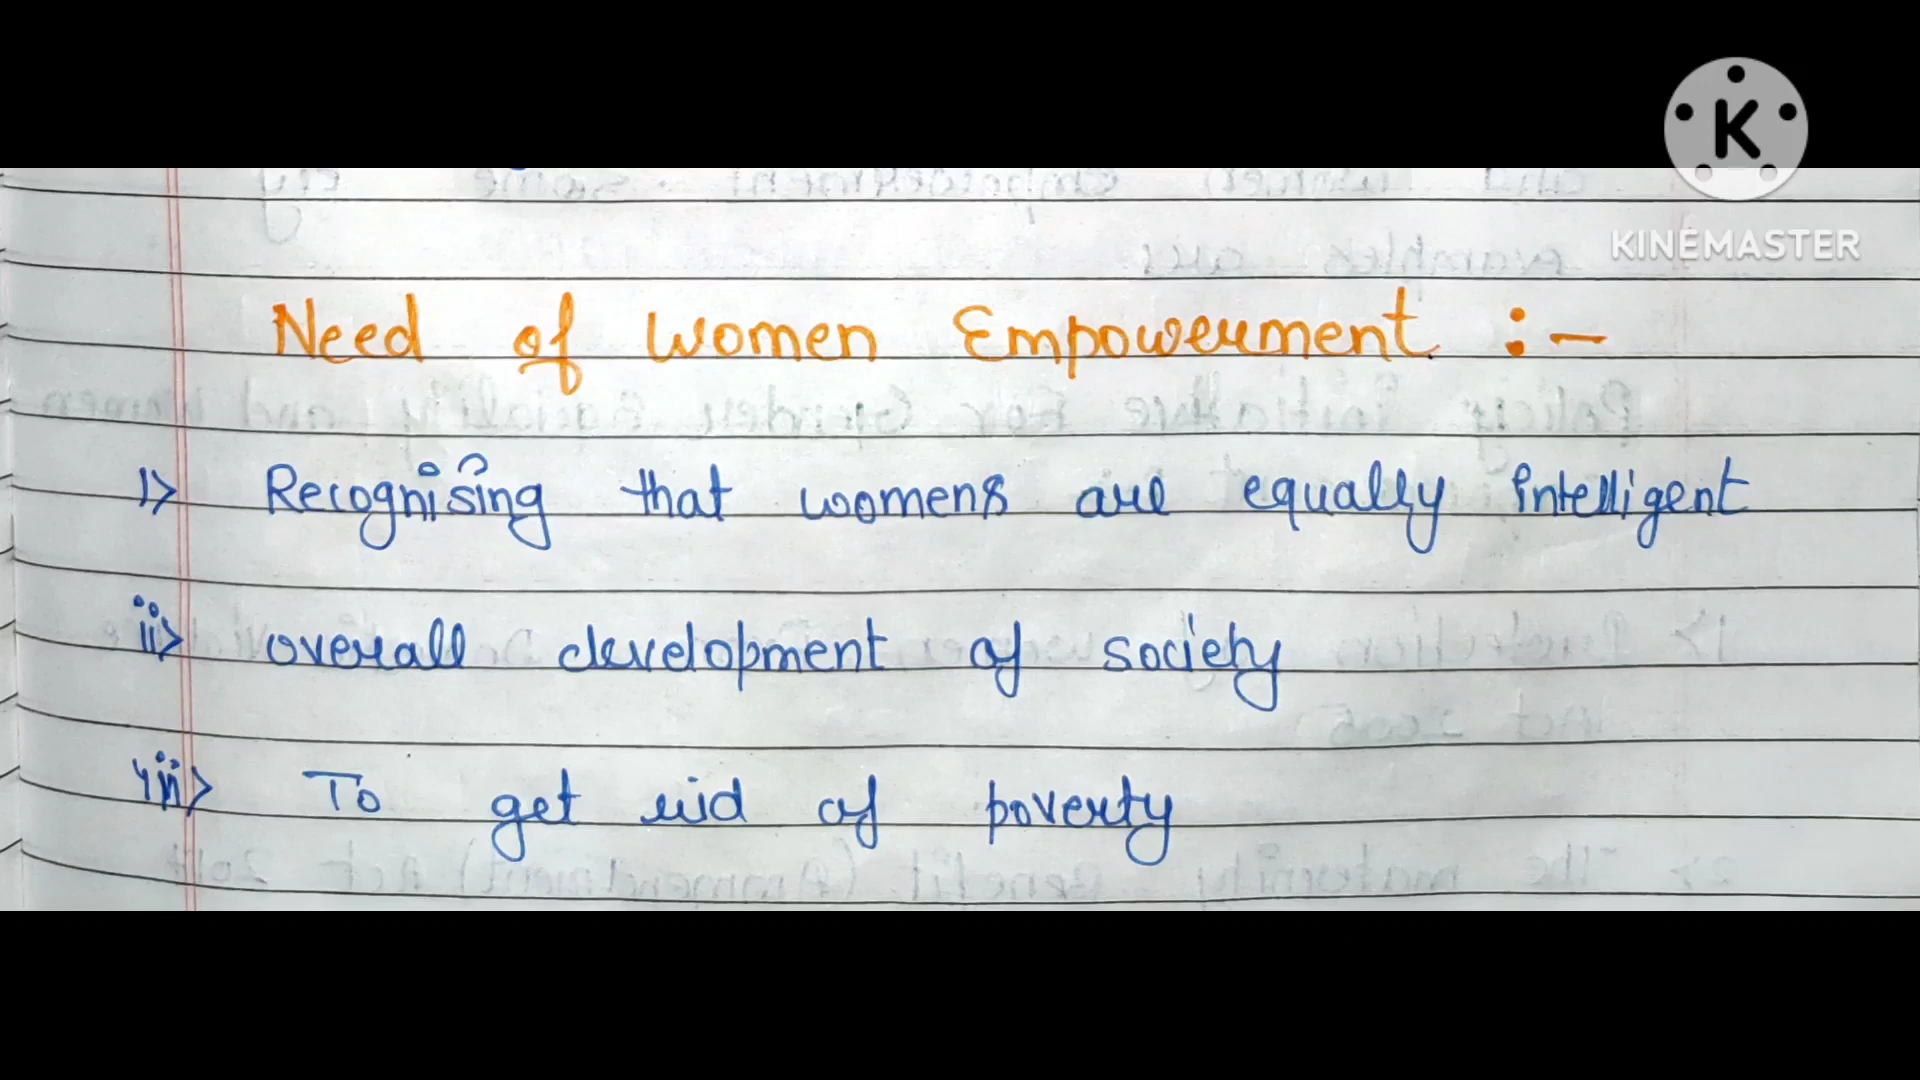 KINEMASTER
Need of Women Empowerment :-
1> Recognising that womens are equally intelligent
ii> overall development of society
iii> To get rid of poverty